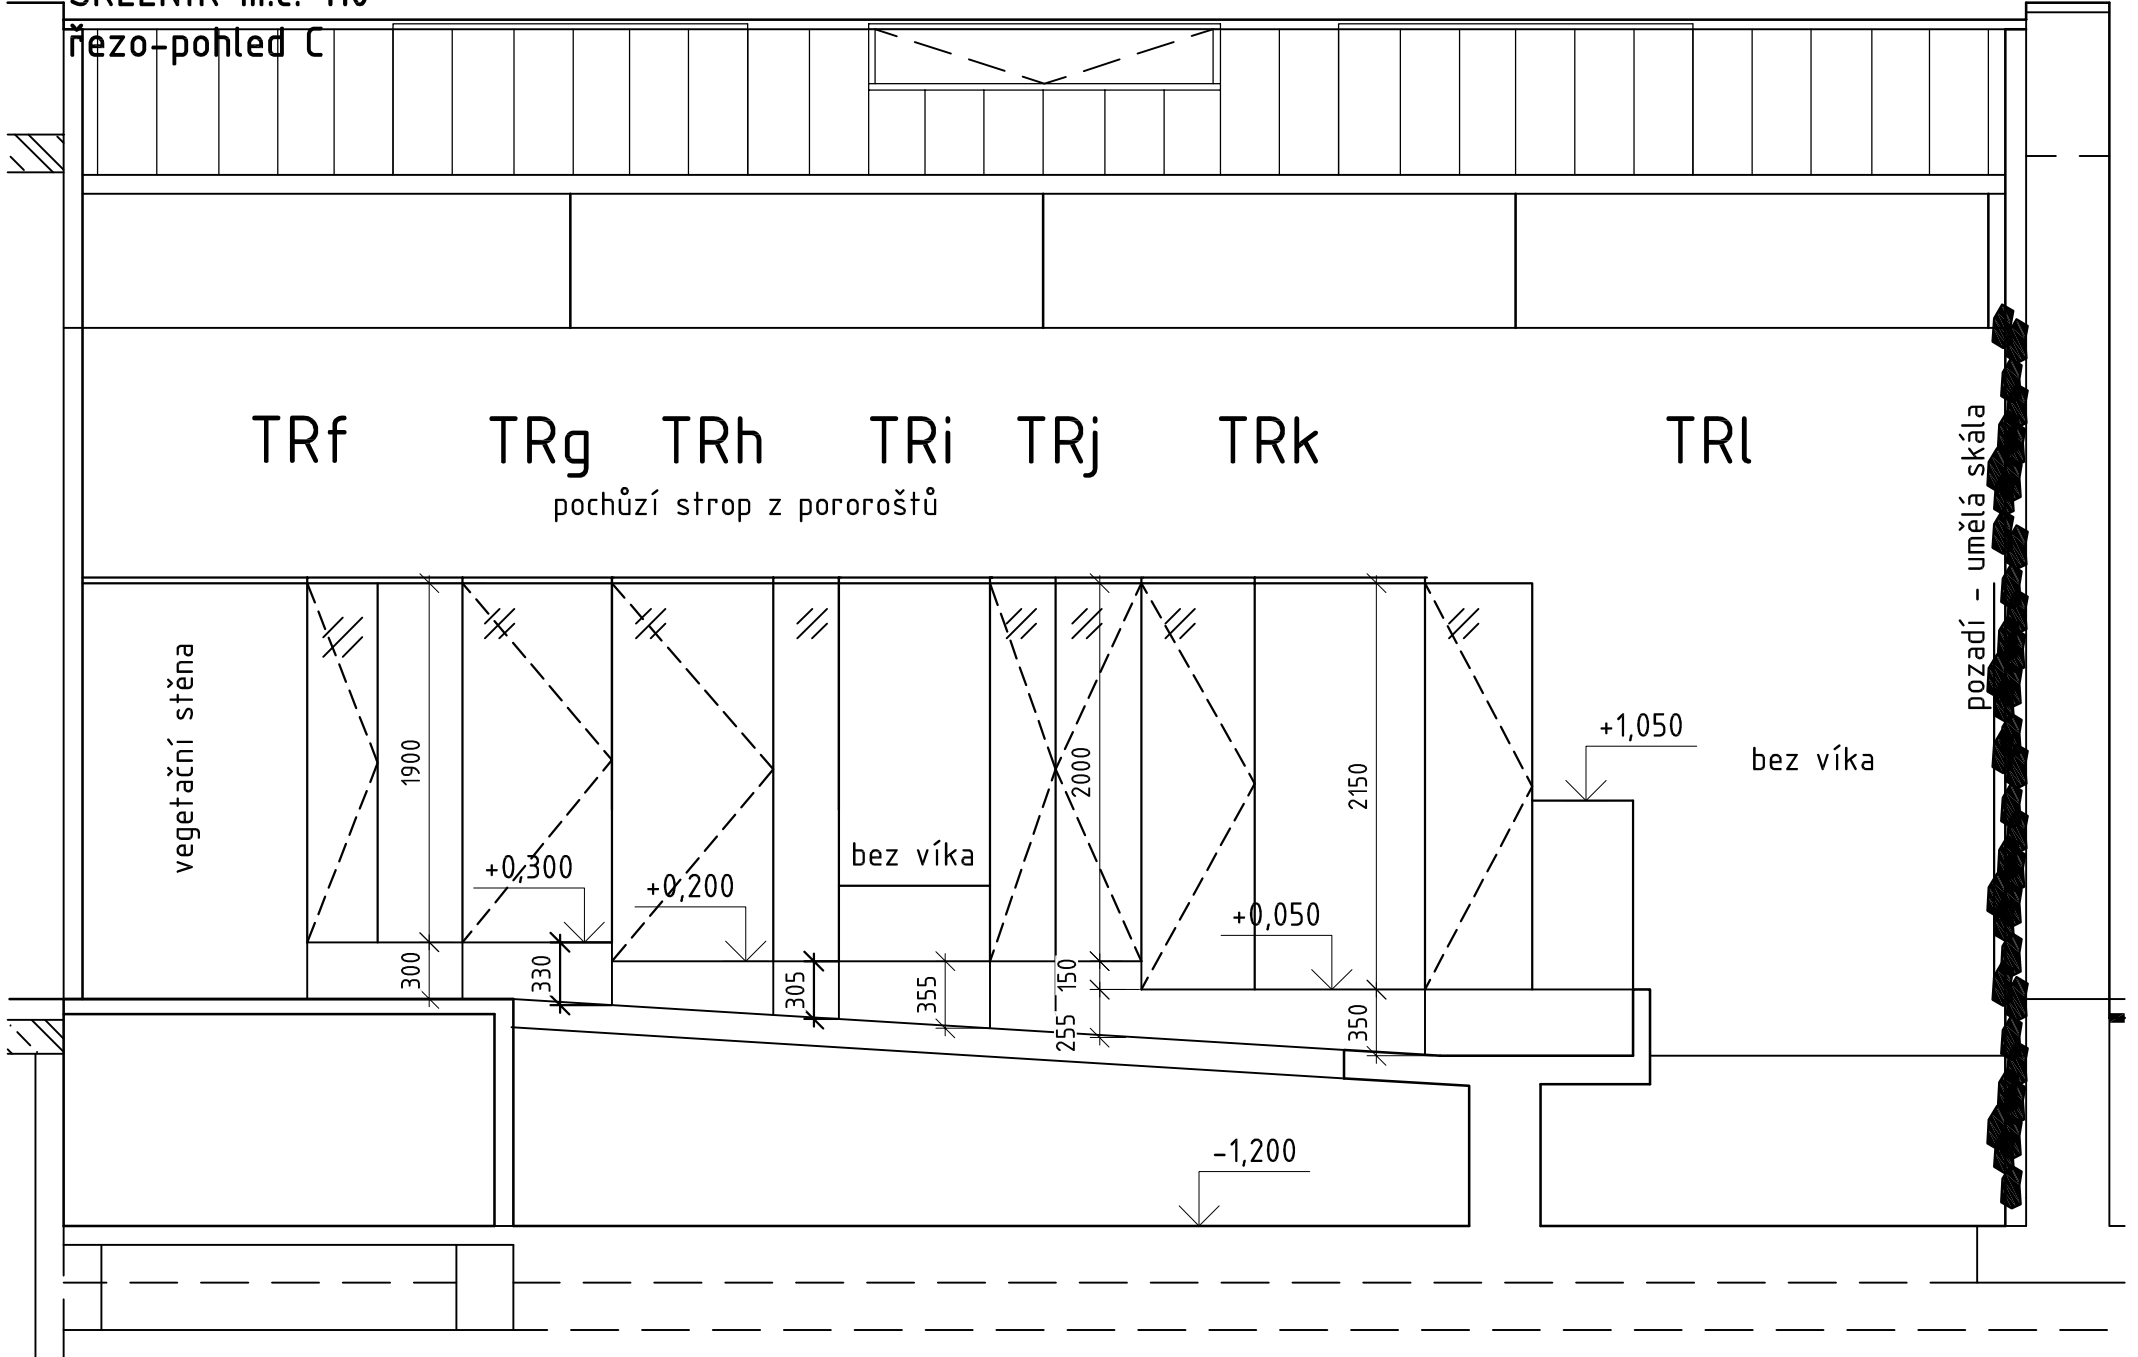 řezo-pohled C
TRf TRg TRh TRi TRj TRk TRl
pochůzí strop z pororoštů
pozadí - umělá skála
vegetační stěna
1900
2000
2150
+1,050
bez víka
bez víka
+0,300
+0,200
+0,050
300
330
305
355
150
255
350
-1,200